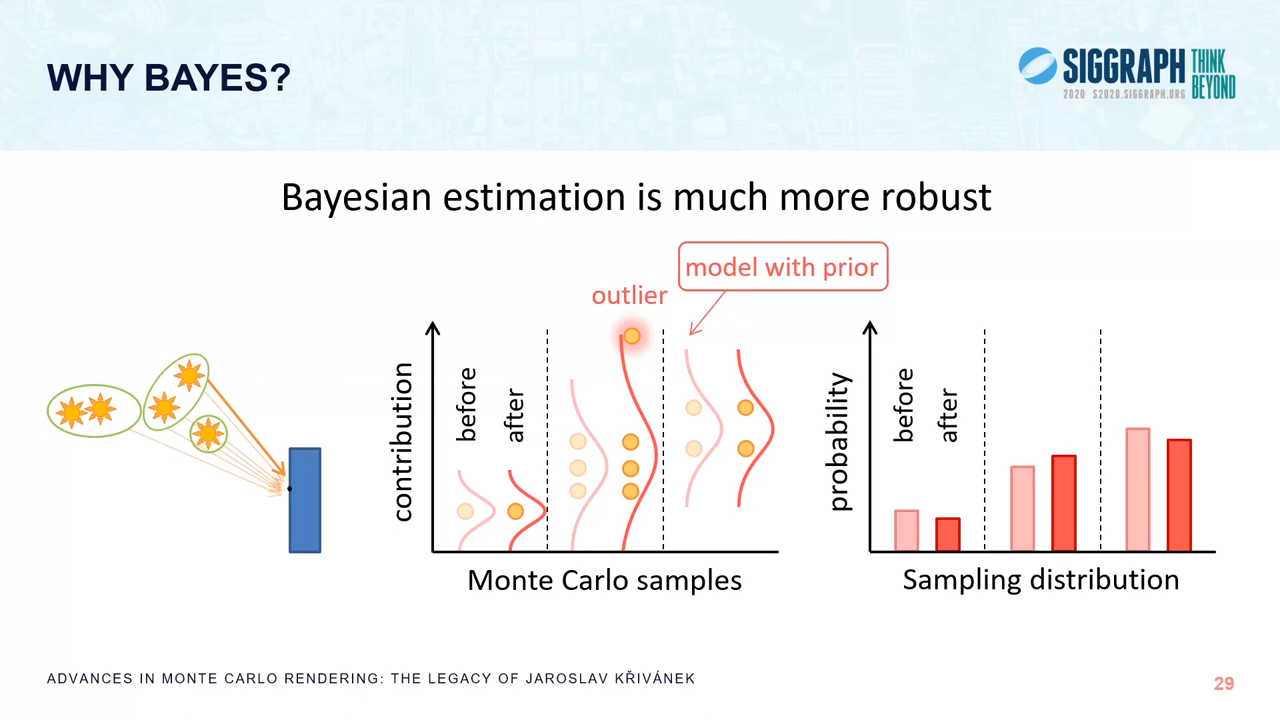 WHY BAYES?
SIGGRAPH
THINK
BEYOND
2020 S2020.SIGGRAPH.ORG
Bayesian estimation is much more robust
model with prior
outlier
contribution
before
after
Monte Carlo samples
probability
before
after
Sampling distribution
ADVANCES IN MONTE CARLO RENDERING: THE LEGACY OF JAROSLAV KŘIVÁNEK
29